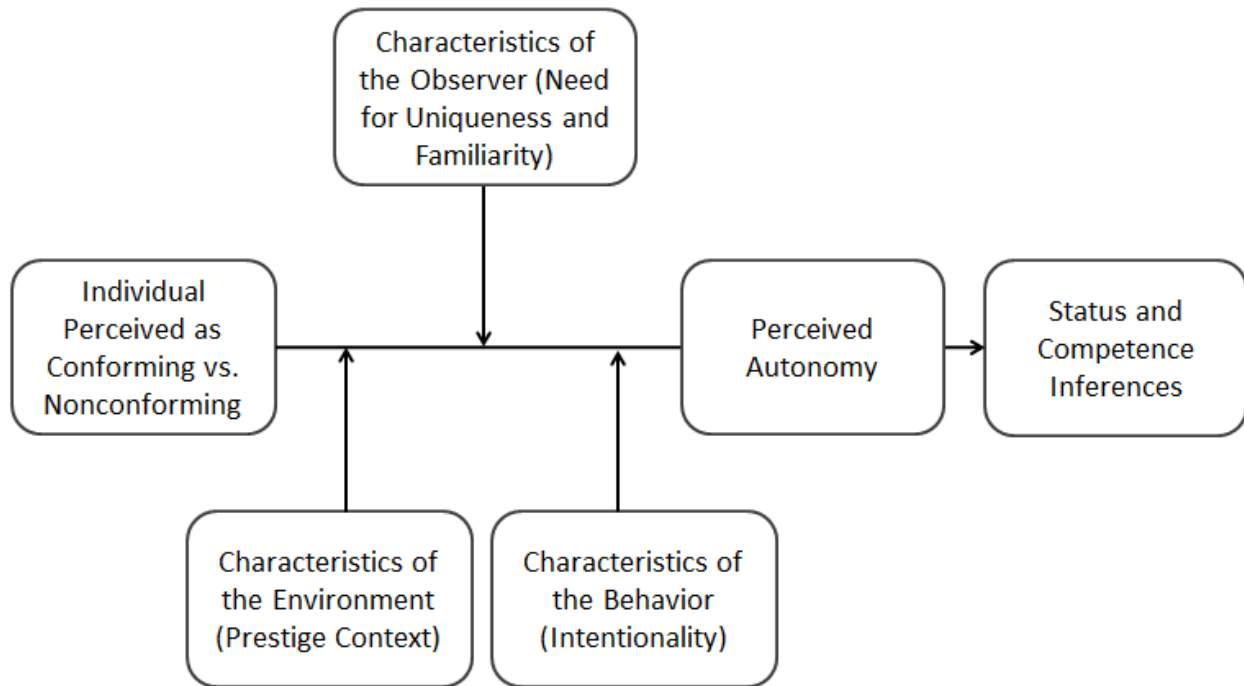 Characteristics of
the Observer (Need
for Uniqueness and
Familiarity)
Individual
Perceived as
Conforming vs.
Nonconforming
Perceived
Autonomy
Status and
Competence
Inferences
Characteristics of
the Environment
(Prestige Context)
Characteristics of
the Behavior
(Intentionality)